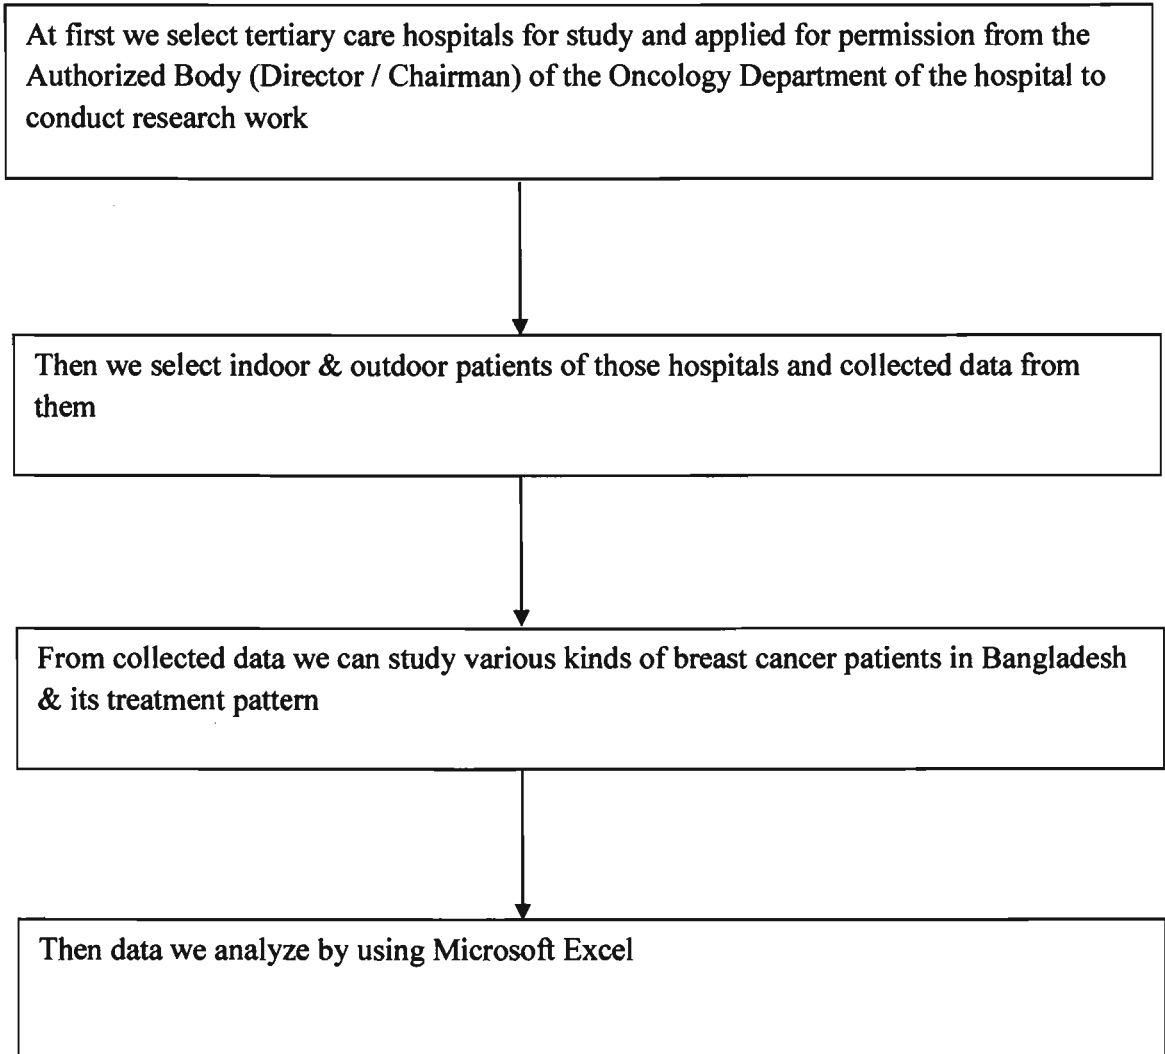 At first we select tertiary care hospitals for study and applied for permission from the
Authorized Body (Director / Chairman) of the Oncology Department of the hospital to
conduct research work
Then we select indoor & outdoor patients of those hospitals and collected data from
them
From collected data we can study various kinds of breast cancer patients in Bangladesh
& its treatment pattern
Then data we analyze by using Microsoft Excel